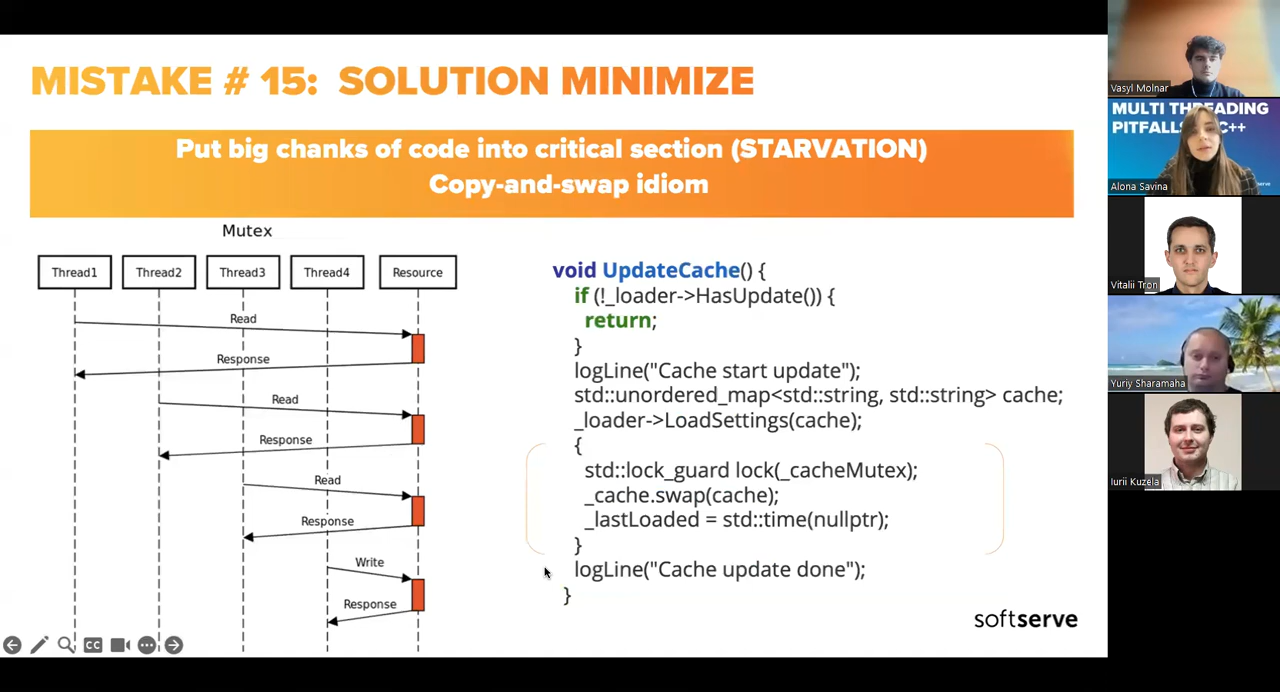 MISTAKE # 15: SOLUTION MINIMIZE
Put big chanks of code into critical section (STARVATION)
Copy-and-swap idiom
Mutex
Thread1 Thread2 Thread3 Thread4 Resource
Read
Response
Read
Response
Read
Response
Write
Response
void UpdateCache() {
if (!_loader->HasUpdate()) {
return;
}
logLine("Cache start update");
std::unordered_map<std::string, std::string> cache;
_loader->LoadSettings(cache);
{
std::lock_guard lock(_cacheMutex);
_cache.swap(cache);
_lastLoaded = std::time(nullptr);
}
logLine("Cache update done");
}
softserve
CC
Vasyl Molnar
MULTI THREADING
PITFALLS C++
serve
Alona Savina
Vitalii Tron
Yuriy Sharamaha
Iurii Kuzela